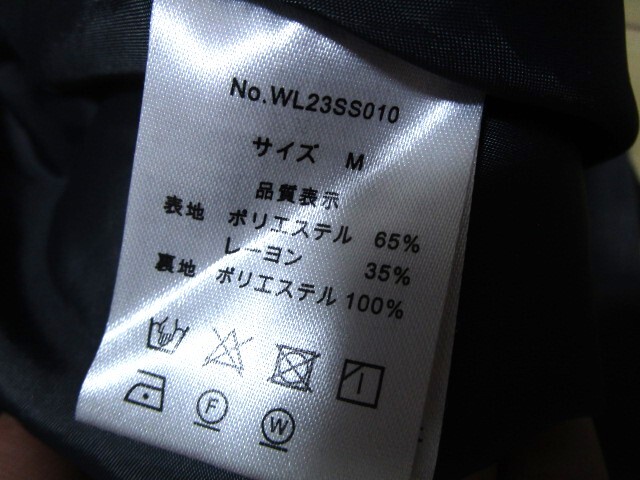 No.WL23SS010
サイズ M
品質表示
表地 ポリエステル 65%
レーヨン 35%
裏地 ポリエステル 100%
F W